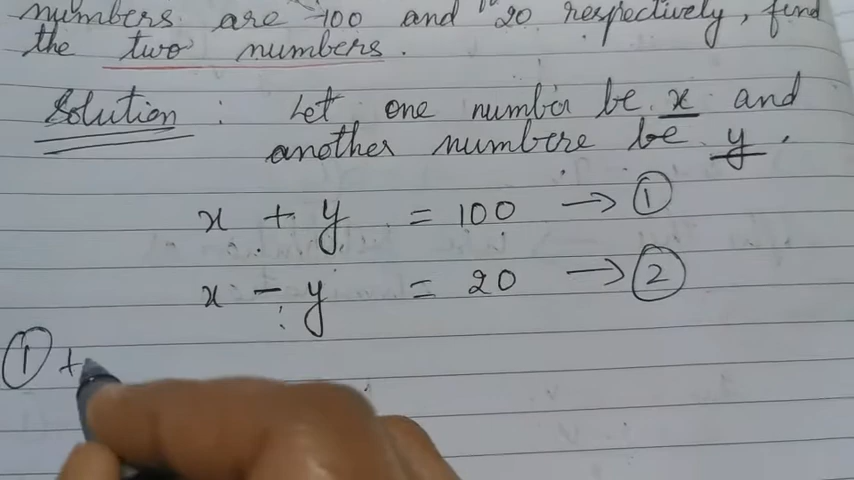 numbers are 100 and 20 respectively, find
the two numbers.
Solution : Let one number be x and
another numbere be y.
x + y = 100 → ①
x - y = 20 → ②
① +